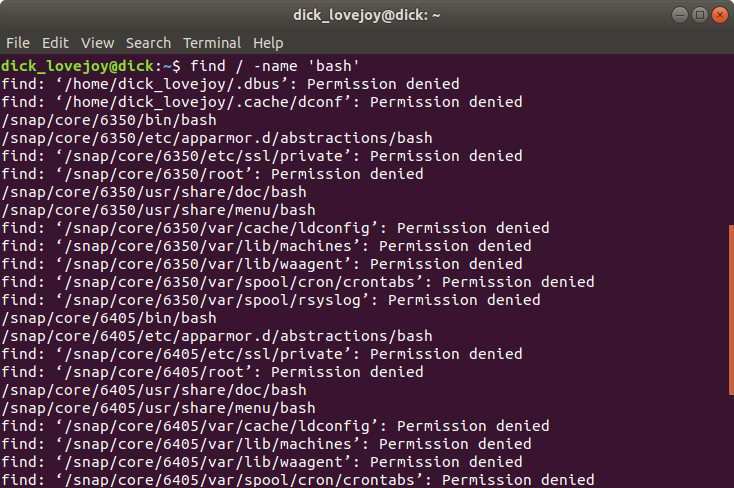 dick_lovejoy@dick: ~
File Edit View Search Terminal Help
dick_lovejoy@dick:~$ find / -name 'bash'
find: ‘/home/dick_lovejoy/.dbus’: Permission denied
find: ‘/home/dick_lovejoy/.cache/dconf’: Permission denied
/snap/core/6350/bin/bash
/snap/core/6350/etc/apparmor.d/abstractions/bash
find: ‘/snap/core/6350/etc/ssl/private’: Permission denied
find: ‘/snap/core/6350/root’: Permission denied
/snap/core/6350/usr/share/doc/bash
/snap/core/6350/usr/share/menu/bash
find: ‘/snap/core/6350/var/cache/ldconfig’: Permission denied
find: ‘/snap/core/6350/var/lib/machines’: Permission denied
find: ‘/snap/core/6350/var/lib/waagent’: Permission denied
find: ‘/snap/core/6350/var/spool/cron/crontabs’: Permission denied
find: ‘/snap/core/6350/var/spool/rsyslog’: Permission denied
/snap/core/6405/bin/bash
/snap/core/6405/etc/apparmor.d/abstractions/bash
find: ‘/snap/core/6405/etc/ssl/private’: Permission denied
find: ‘/snap/core/6405/root’: Permission denied
/snap/core/6405/usr/share/doc/bash
/snap/core/6405/usr/share/menu/bash
find: ‘/snap/core/6405/var/cache/ldconfig’: Permission denied
find: ‘/snap/core/6405/var/lib/machines’: Permission denied
find: ‘/snap/core/6405/var/lib/waagent’: Permission denied
find: ‘/snap/core/6405/var/spool/cron/crontabs’: Permission denied